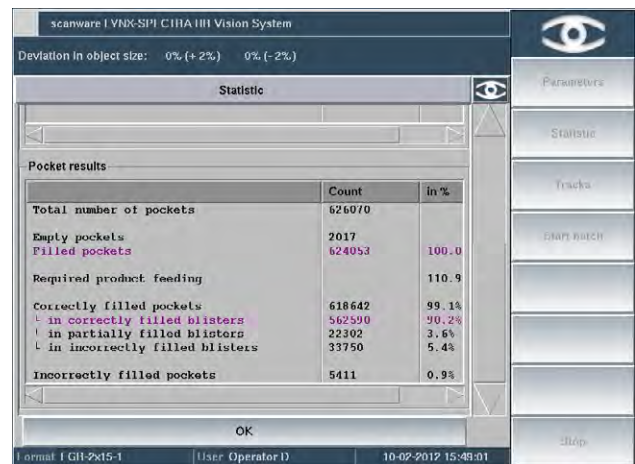 scanware LYNX-SPECTRA HR Vision System
Deviation in object size: 0% (+ 2%) 0% (- 2%)
Statistic
Pocket results
Count in %
Total number of pockets 626070
Empty pockets 2017
Filled pockets 624053 100.0
Required product feeding 110.9
Correctly filled pockets 618642 99.1%
└ in correctly filled blisters 562590 90.2%
└ in partially filled blisters 22302 3.6%
└ in incorrectly filled blisters 33750 5.4%
Incorrectly filled pockets 5411 0.9%
OK
Format User Operator D 10-02-2012 15:49:01
Parameters
Statistic
Tracks
Start batch
Stop